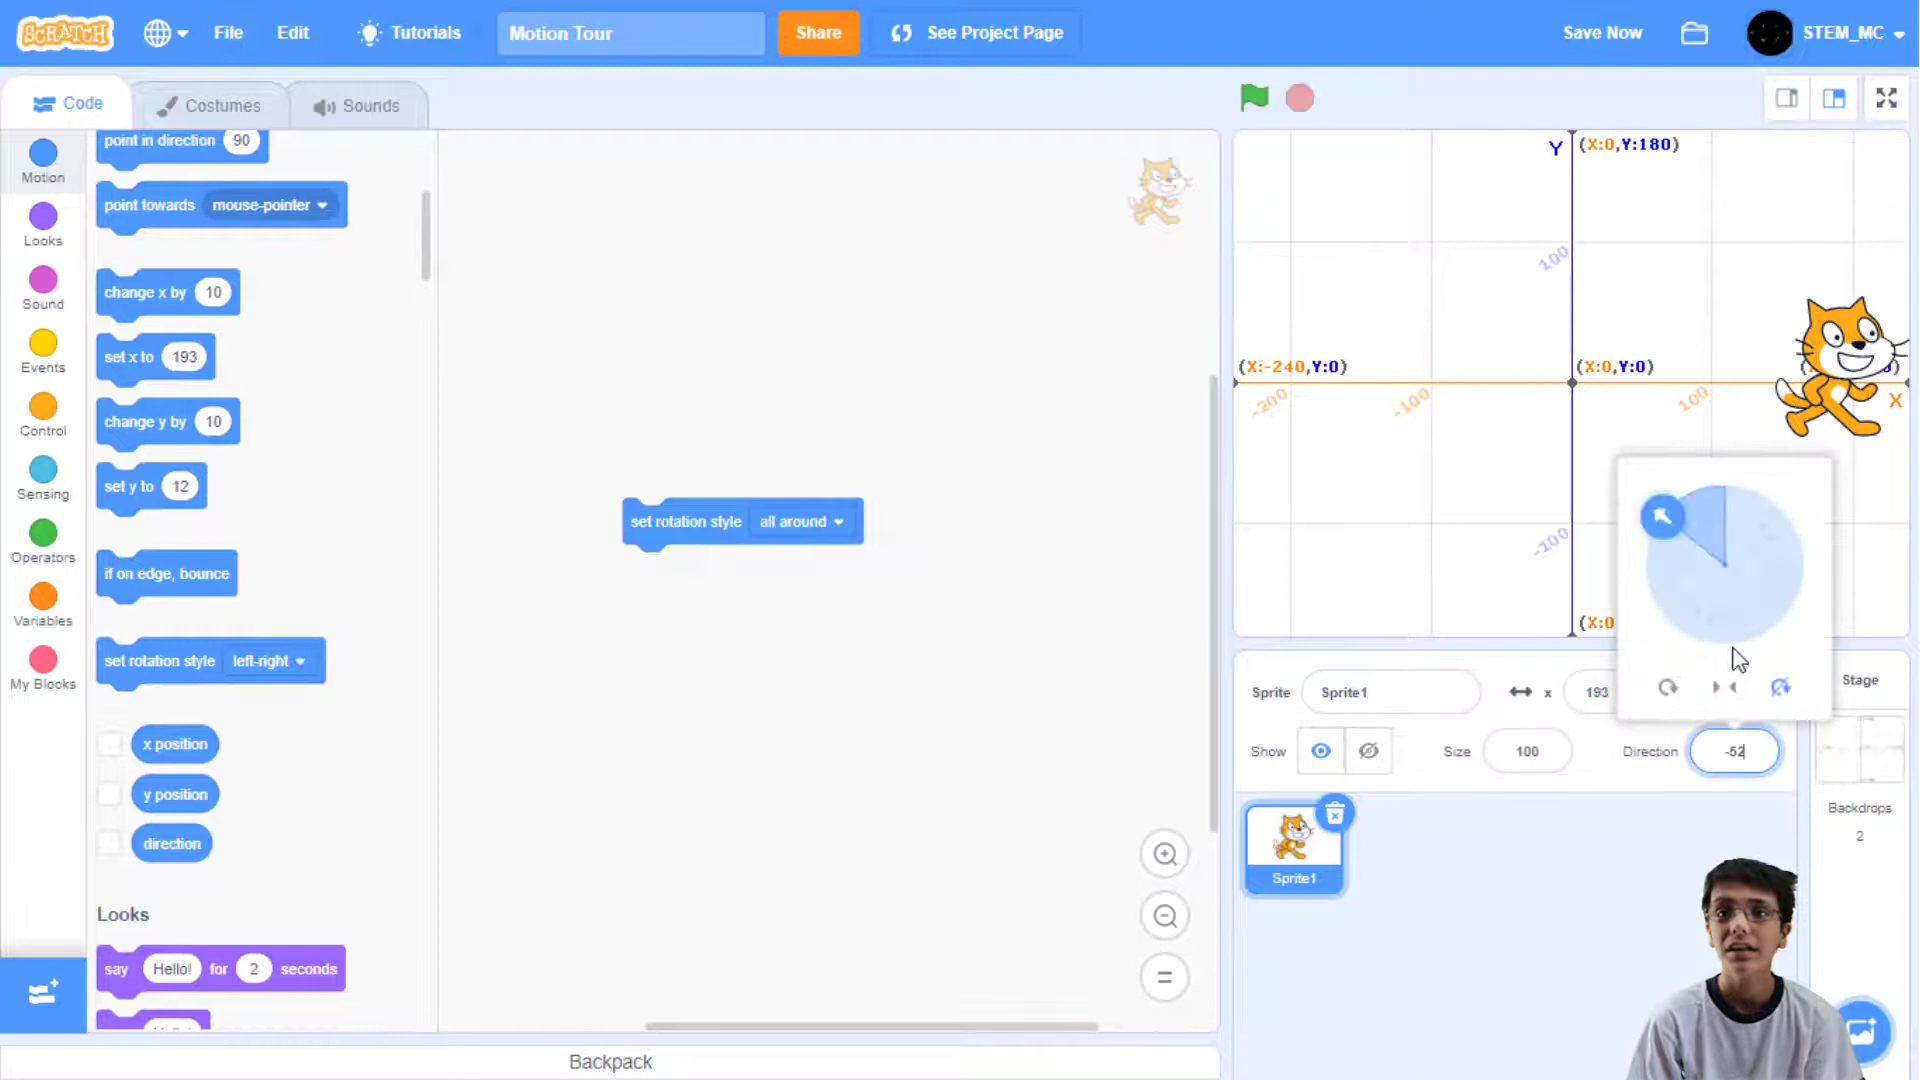 SCRATCH File Edit Tutorials Motion Tour Share See Project Page Save Now STEM_MC
Code Costumes Sounds
Motion
Looks
Sound
Events
Control
Sensing
Operators
Variables
My Blocks
point in direction 90
point towards mouse-pointer
change x by 10
set x to 193
change y by 10
set y to 12
if on edge, bounce
set rotation style left-right
x position
y position
direction
Looks
say Hello! for 2 seconds
set rotation style all around
Backpack
Y (X:0,Y:180)
100
(X:-240,Y:0) (X:0,Y:0)
-200 -100 100 X
-100
(X:0
Sprite Sprite1 x 193
Show Size 100 Direction -52
Sprite1
Stage
Backdrops
2